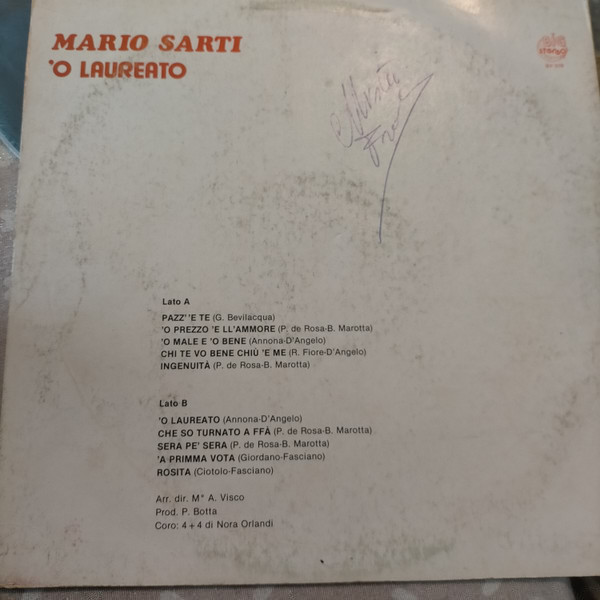 MARIO SARTI
'O LAUREATO
Lato A
PAZZ' 'E TE (G. Bevilacqua)
'O PREZZO 'E LL'AMMORE (P. de Rosa-B. Marotta)
'O MALE E 'O BENE (Annona-D'Angelo)
CHI TE VO BENE CHIÙ 'E ME (R. Fiore-D'Angelo)
INGENUITÀ (P. de Rosa-B. Marotta)
Lato B
'O LAUREATO (Annona-D'Angelo)
CHE SO TURNATO A FFÀ (P. de Rosa-B. Marotta)
SERA PE' SERA (P. de Rosa-B. Marotta)
'A PRIMMA VOTA (Giordano-Fasciano)
ROSITA (Ciotolo-Fasciano)
Arr. dir. M° A. Visco
Prod. P. Botta
Coro: 4+4 di Nora Orlandi